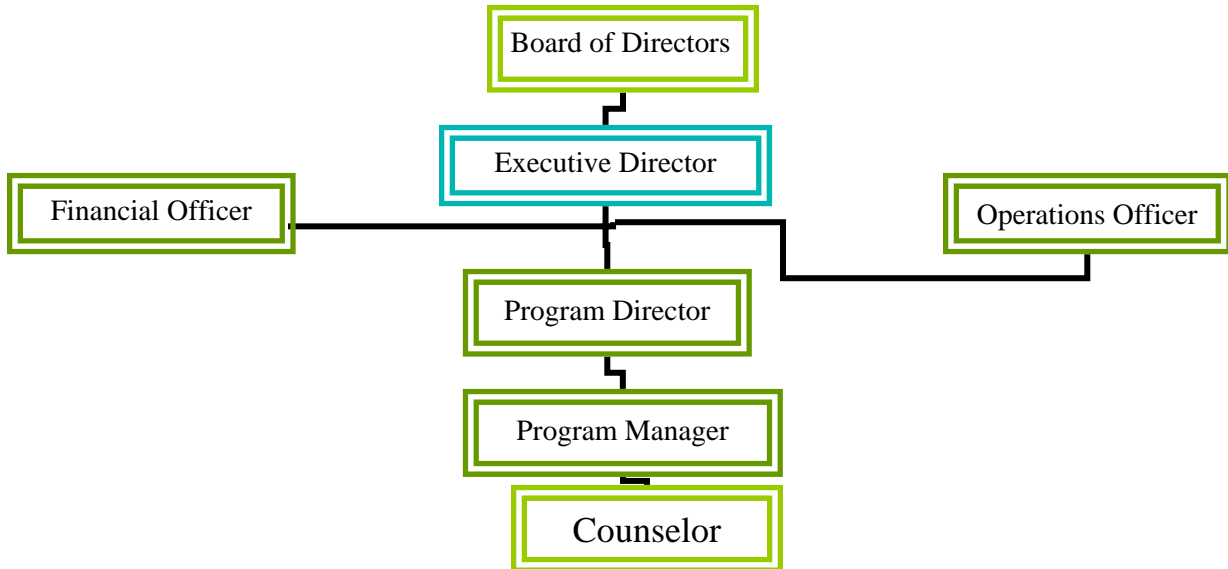 Board of Directors
Executive Director
Financial Officer
Operations Officer
Program Director
Program Manager
Counselor